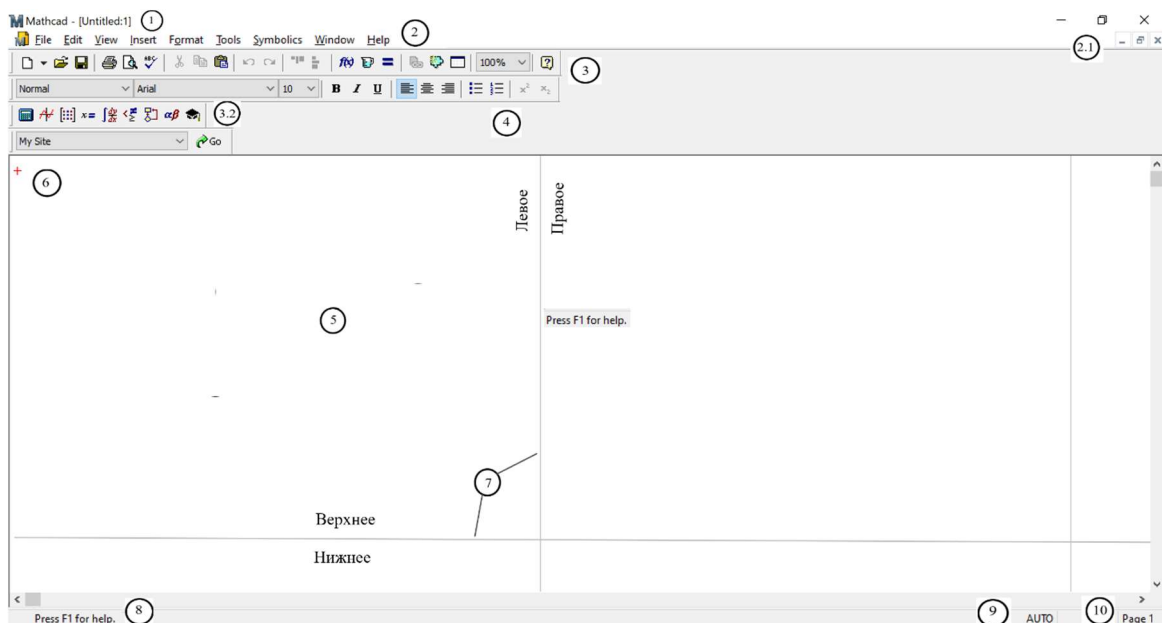 Mathcad - [Untitled:1] 1
File Edit View Insert Format Tools Symbolics Window Help 2
2.1
100% 3
Normal Arial 10 B I U 4
3.2
My Site Go
6
Левое Правое
5 Press F1 for help.
7
Верхнее
Нижнее
Press F1 for help. 8 9 AUTO 10 Page 1